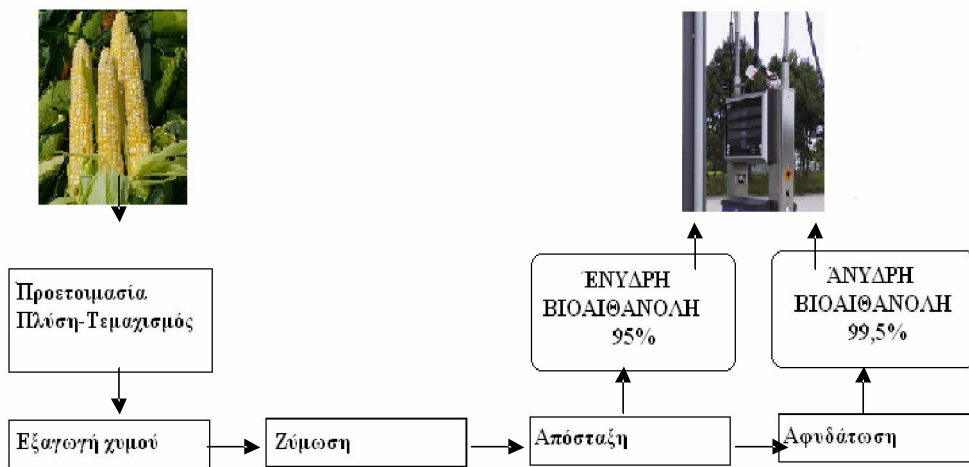 Προετοιμασία
Πλύση-Τεμαχισμός
ΈΝΥΔΡΗ
ΒΙΟΑΙΘΑΝΟΛΗ
95%
ΆΝΥΔΡΗ
ΒΙΟΑΙΘΑΝΟΛΗ
99,5%
Εξαγωγή χυμού
Ζύμωση
Απόσταξη
Αφυδάτωση